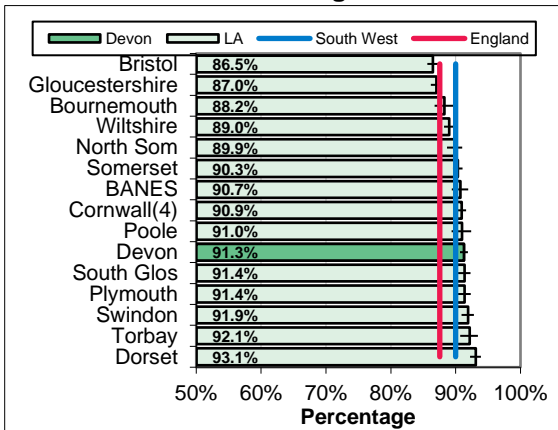 Devon LA South West England
Bristol 86.5%
Gloucestershire 87.0%
Bournemouth 88.2%
Wiltshire 89.0%
North Som 89.9%
Somerset 90.3%
BANES 90.7%
Cornwall(4) 90.9%
Poole 91.0%
Devon 91.3%
South Glos 91.4%
Plymouth 91.4%
Swindon 91.9%
Torbay 92.1%
Dorset 93.1%
50% 60% 70% 80% 90% 100%
Percentage